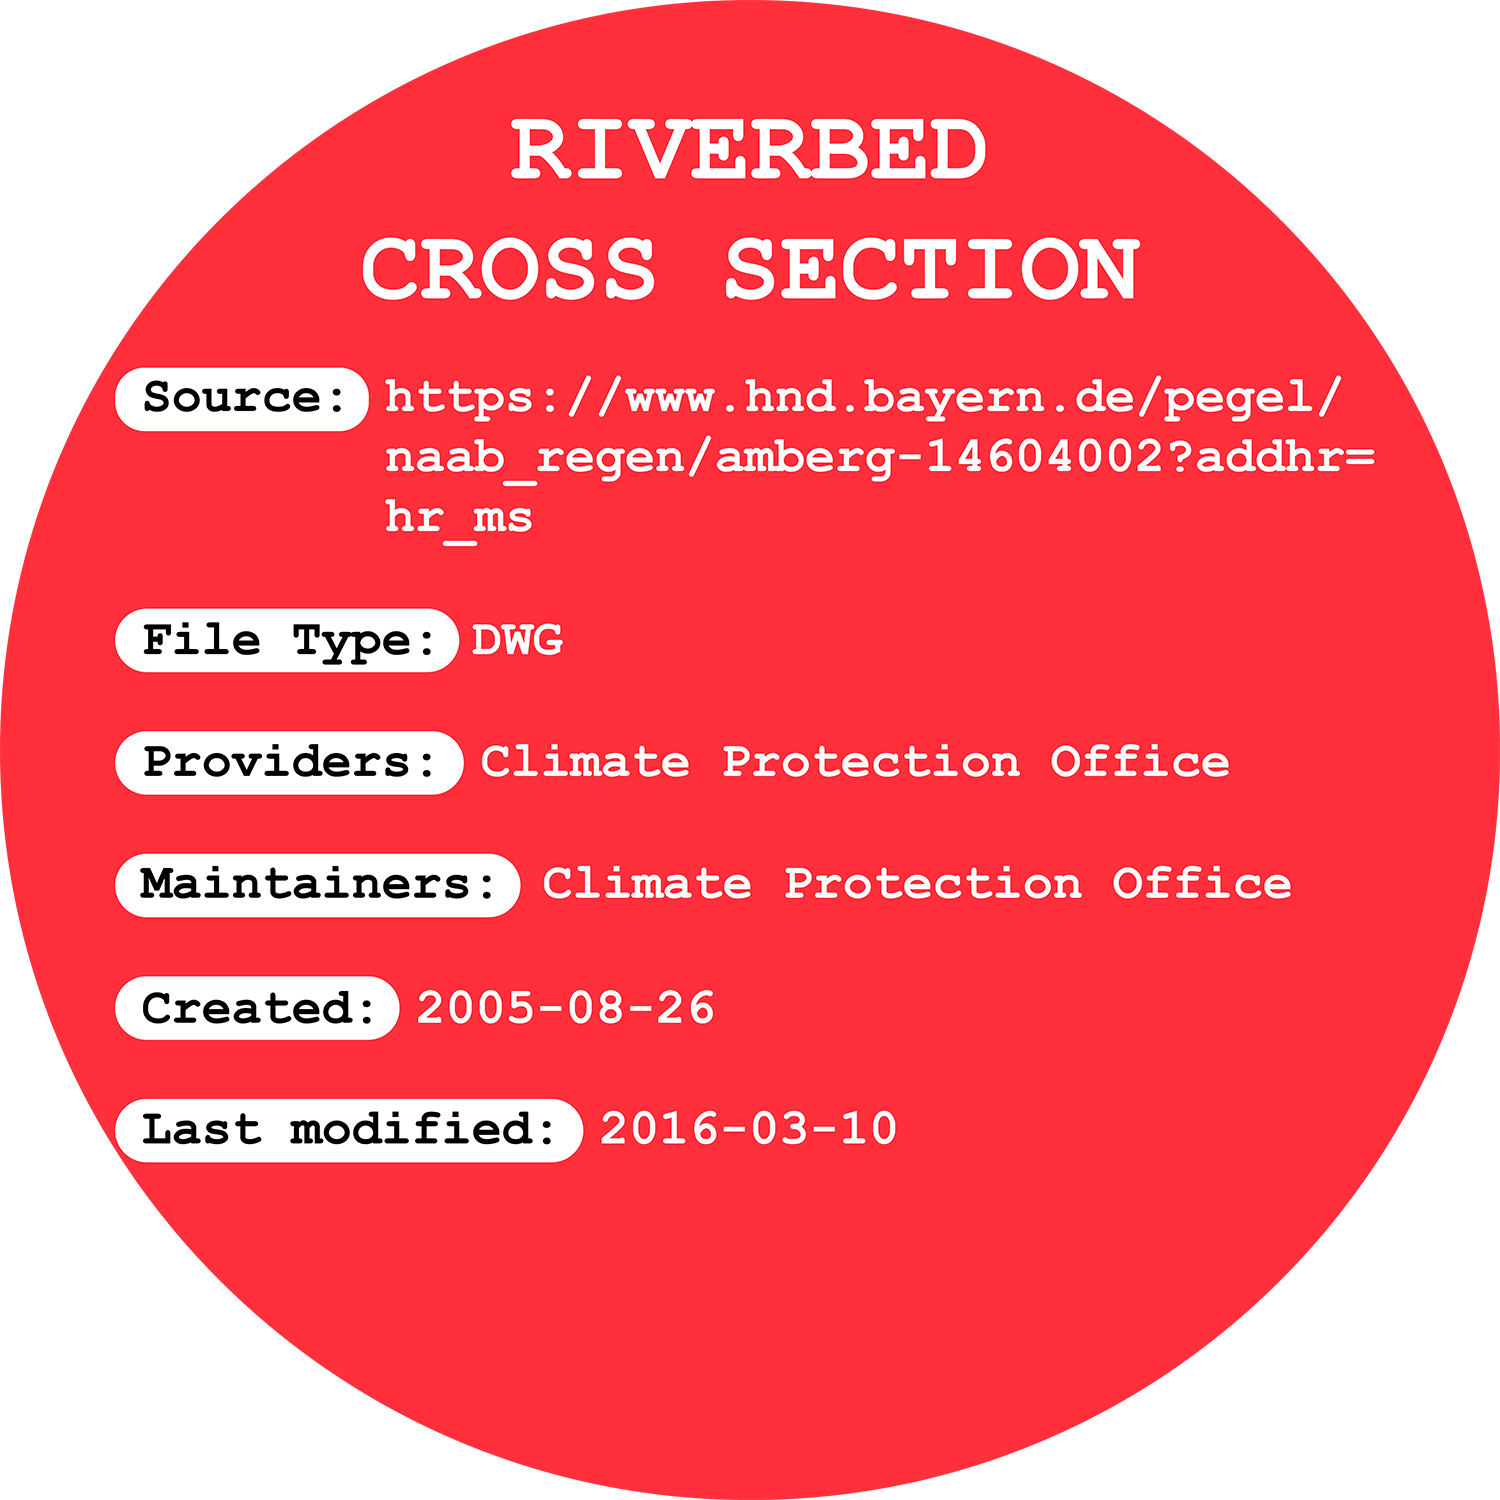 RIVERBED
CROSS SECTION
Source: https://www.hnd.bayern.de/pegel/
naab_regen/amberg-14604002?addhr=
hr_ms
File Type: DWG
Providers: Climate Protection Office
Maintainers: Climate Protection Office
Created: 2005-08-26
Last modified: 2016-03-10